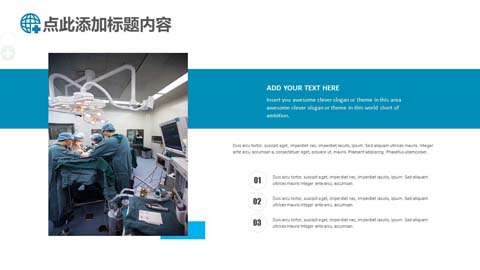 点此添加标题内容
ADD YOUR TEXT HERE
Insert you awesome clever slogan or theme in this area
awesome clever slogan or theme in this world short of
ambition.
Duis arcu tortor, suscipit eget, imperdiet nec, imperdiet iaculis, ipsum. Sed aliquam ultrices mauris. Integer
ante arcu, accumsan a, consectetuer eget, posuere ut, mauris. Praesent adipiscing. Phasellus ullamcorper.
01
Duis arcu tortor, suscipit eget, imperdiet nec, imperdiet iaculis, ipsum. Sed aliquam
ultrices mauris Integer ante arcu, accumsan.
02
Duis arcu tortor, suscipit eget, imperdiet nec, imperdiet iaculis, ipsum. Sed aliquam
ultrices mauris Integer ante arcu, accumsan.
03
Duis arcu tortor, suscipit eget, imperdiet nec, imperdiet iaculis, ipsum. Sed aliquam
ultrices mauris Integer ante arcu, accumsan.